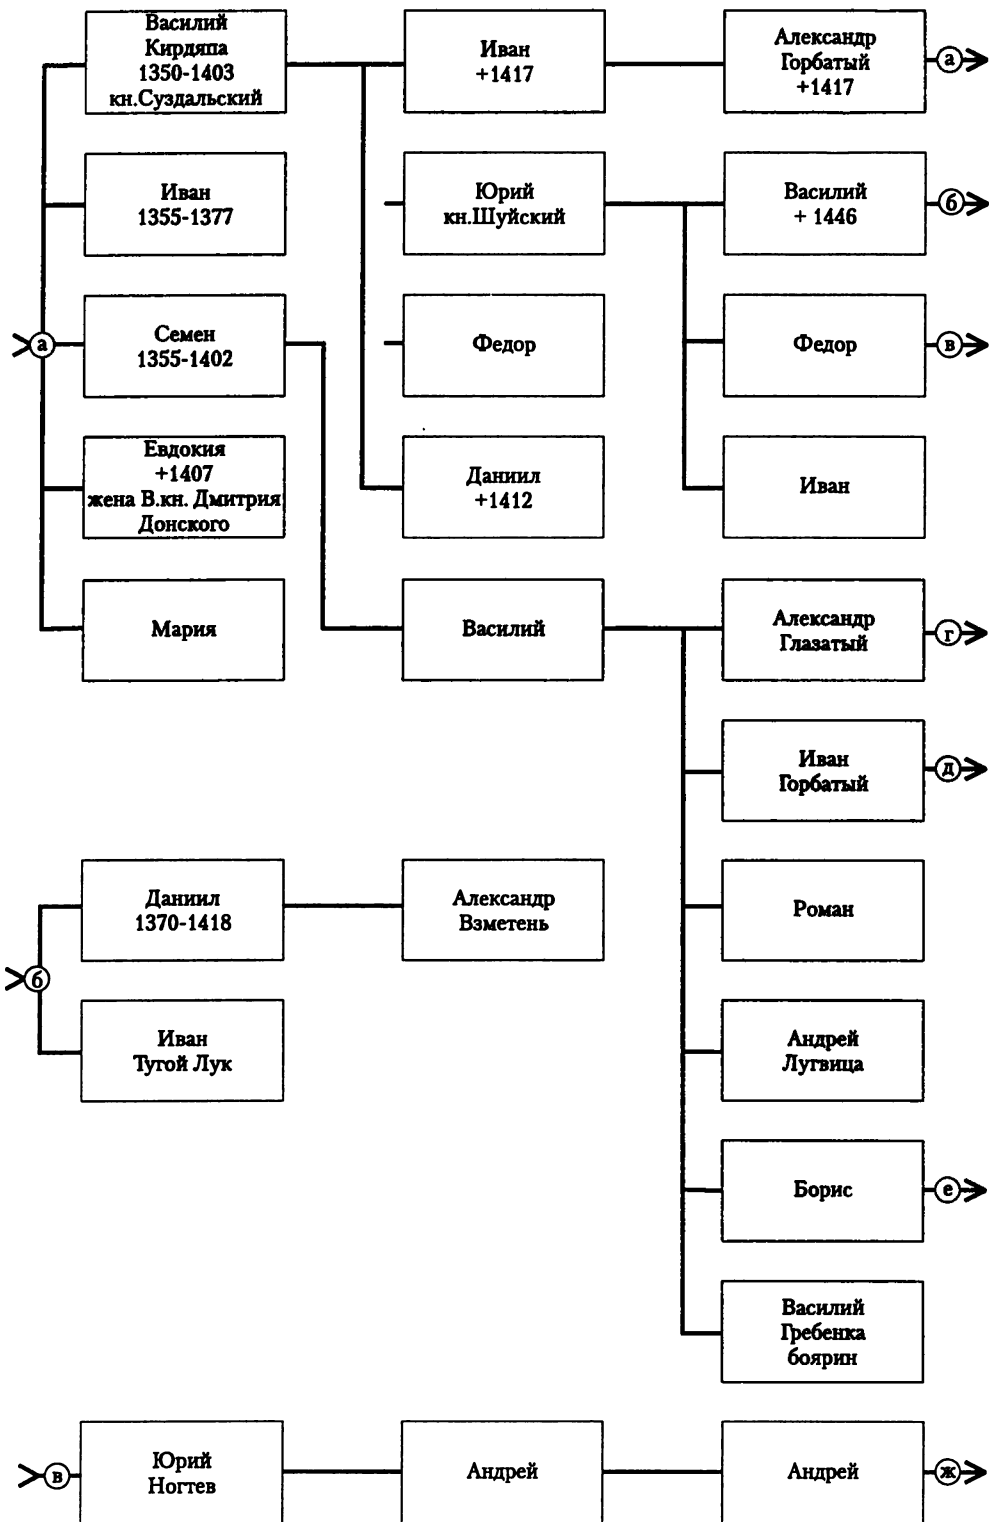 Василий
Кирдяпа
1350-1403
кн.Суздальский
Иван
+1417
Александр
Горбатый
+1417
а
Иван
1355-1377
Юрий
кн.Шуйский
Василий
+ 1446
б
а
Семен
1355-1402
Федор
Федор
в
Евдокия
+1407
жена В.кн. Дмитрия
Донского
Даниил
+1412
Иван
Мария
Василий
Александр
Глазатый
г
Иван
Горбатый
д
б
Даниил
1370-1418
Александр
Взметень
Роман
Иван
Тугой Лук
Андрей
Лугвица
Борис
е
Василий
Гребенка
боярин
в
Юрий
Ногтев
Андрей
Андрей
ж